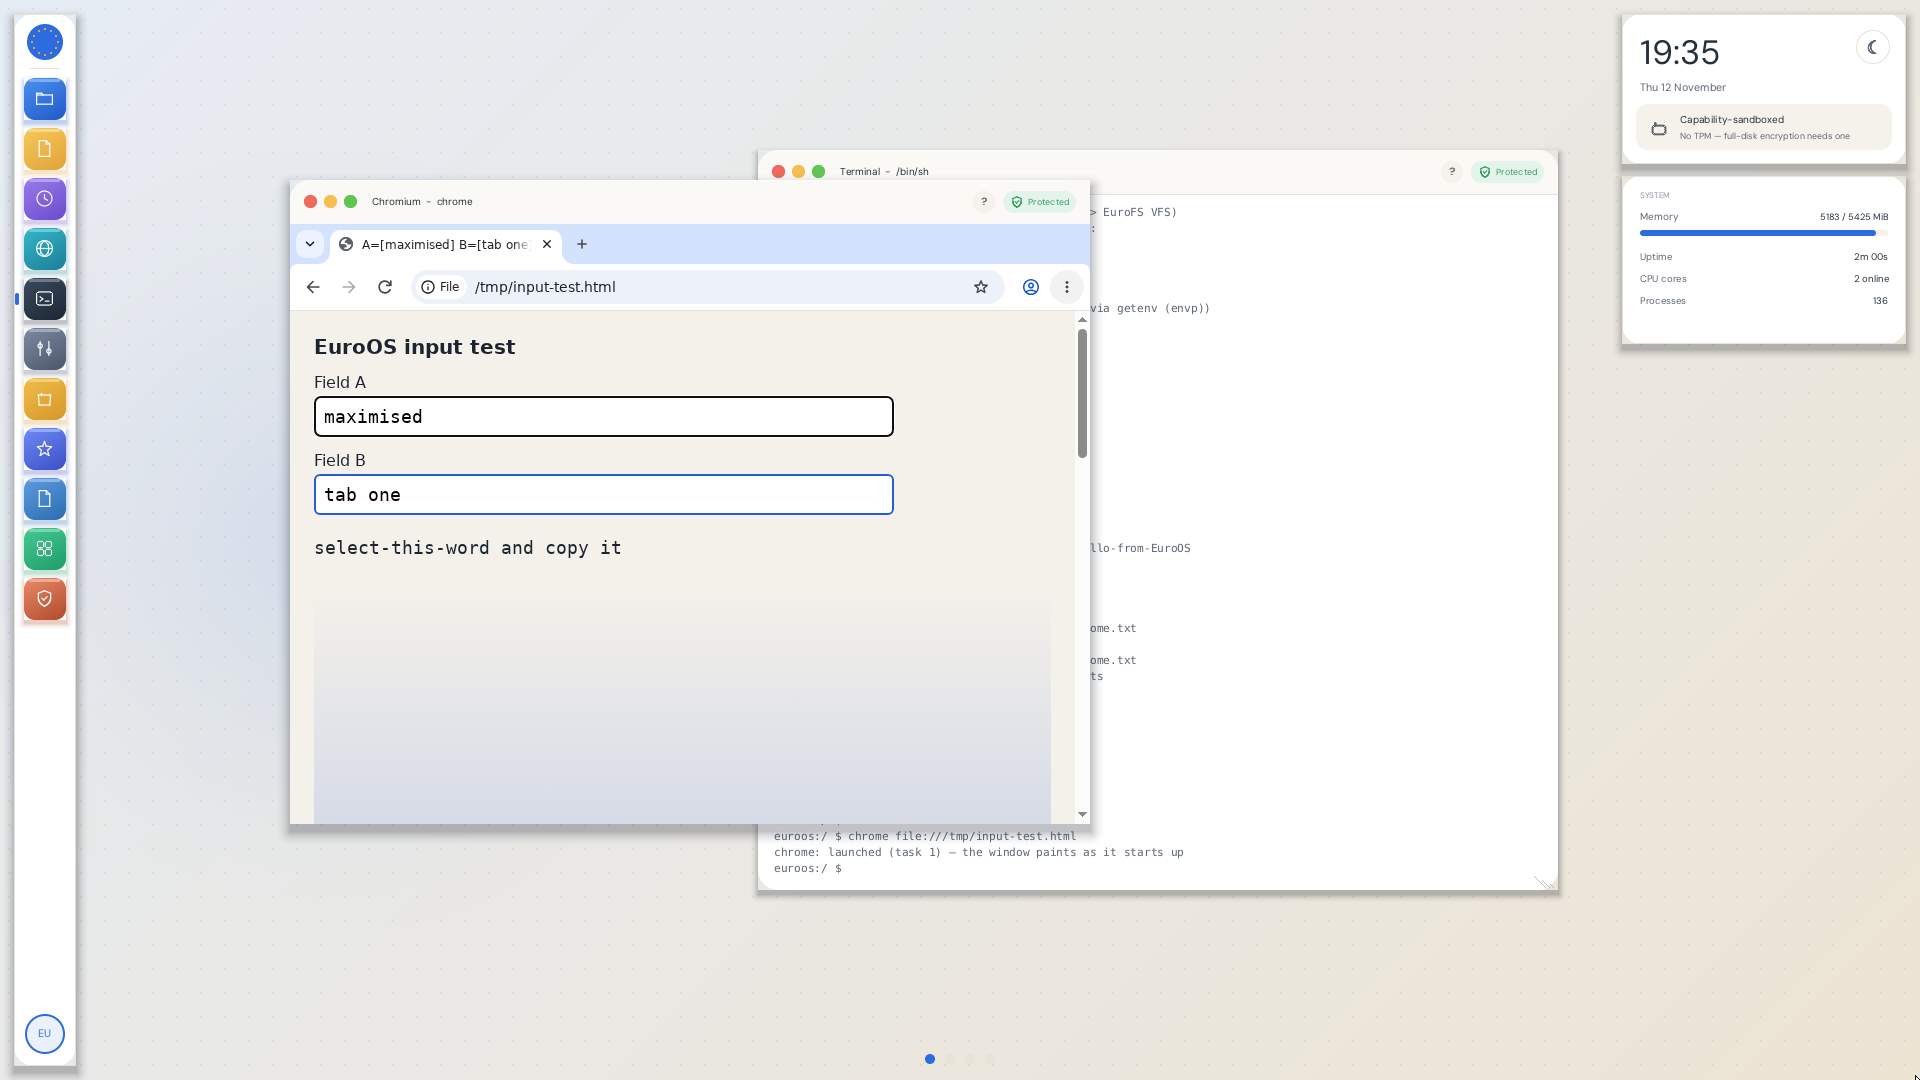 19:35
Thu 12 November
Capability-sandboxed
No TPM — full-disk encryption needs one
SYSTEM
Memory 5183 / 5425 MiB
Uptime 2m 00s
CPU cores 2 online
Processes 136
Terminal - /bin/sh
? Protected
> EuroFS VFS)
:
via getenv (envp))
llo-from-EuroOS
ome.txt
ome.txt
ts
euroos:/ $ chrome file:///tmp/input-test.html
chrome: launched (task 1) — the window paints as it starts up
euroos:/ $
Chromium - chrome
? Protected
A=[maximised] B=[tab one
File /tmp/input-test.html
EuroOS input test
Field A
maximised
Field B
tab one
select-this-word and copy it
EU